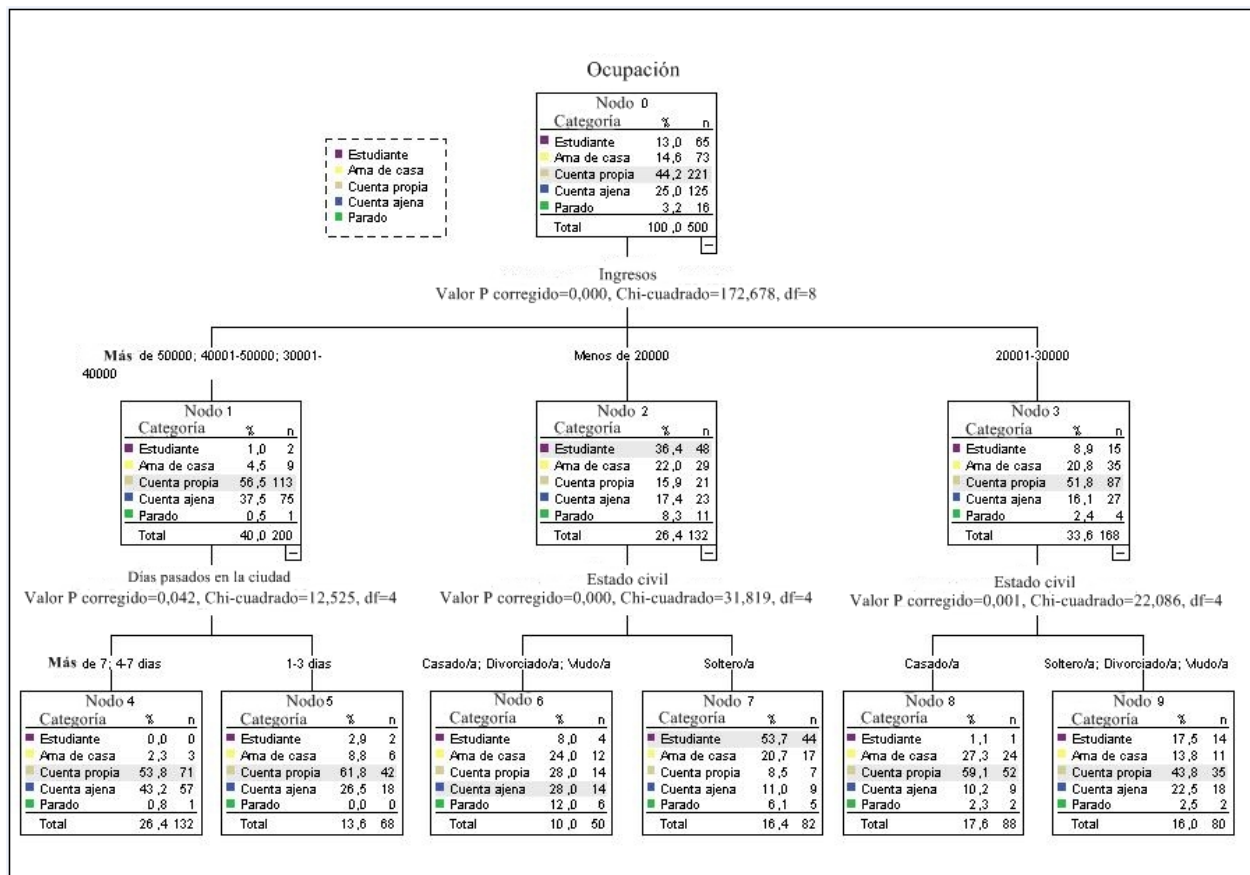 Ocupación
Nodo 0
Categoría % n
Estudiante 13,0 65
Ama de casa 14,6 73
Cuenta propia 44,2 221
Cuenta ajena 25,0 125
Parado 3,2 16
Total 100,0 500
Estudiante
Ama de casa
Cuenta propia
Cuenta ajena
Parado
Ingresos
Valor P corregido=0,000, Chi-cuadrado=172,678, df=8
Más de 50000; 40001-50000; 30001-
40000
Menos de 20000
20001-30000
Nodo 1
Categoría % n
Estudiante 1,0 2
Ama de casa 4,5 9
Cuenta propia 56,5 113
Cuenta ajena 37,5 75
Parado 0,5 1
Total 40,0 200
Nodo 2
Categoría % n
Estudiante 36,4 48
Ama de casa 22,0 29
Cuenta propia 15,9 21
Cuenta ajena 17,4 23
Parado 8,3 11
Total 26,4 132
Nodo 3
Categoría % n
Estudiante 8,9 15
Ama de casa 20,8 35
Cuenta propia 51,8 87
Cuenta ajena 16,1 27
Parado 2,4 4
Total 33,6 168
Días pasados en la ciudad
Valor P corregido=0,042, Chi-cuadrado=12,525, df=4
Estado civil
Valor P corregido=0,000, Chi-cuadrado=31,819, df=4
Estado civil
Valor P corregido=0,001, Chi-cuadrado=22,086, df=4
Más de 7; 4-7 dias
1-3 dias
Casado/a; Divorciado/a; Viudo/a
Soltero/a
Casado/a
Soltero/a; Divorciado/a; Viudo/a
Nodo 4
Categoría % n
Estudiante 0,0 0
Ama de casa 2,3 3
Cuenta propia 53,8 71
Cuenta ajena 43,2 57
Parado 0,8 1
Total 26,4 132
Nodo 5
Categoría % n
Estudiante 2,9 2
Ama de casa 8,8 6
Cuenta propia 61,8 42
Cuenta ajena 26,5 18
Parado 0,0 0
Total 13,6 68
Nodo 6
Categoría % n
Estudiante 8,0 4
Ama de casa 24,0 12
Cuenta propia 28,0 14
Cuenta ajena 28,0 14
Parado 12,0 6
Total 10,0 50
Nodo 7
Categoría % n
Estudiante 53,7 44
Ama de casa 20,7 17
Cuenta propia 8,5 7
Cuenta ajena 11,0 9
Parado 6,1 5
Total 16,4 82
Nodo 8
Categoría % n
Estudiante 1,1 1
Ama de casa 27,3 24
Cuenta propia 59,1 52
Cuenta ajena 10,2 9
Parado 2,3 2
Total 17,6 88
Nodo 9
Categoría % n
Estudiante 17,5 14
Ama de casa 13,8 11
Cuenta propia 43,8 35
Cuenta ajena 22,5 18
Parado 2,5 2
Total 16,0 80